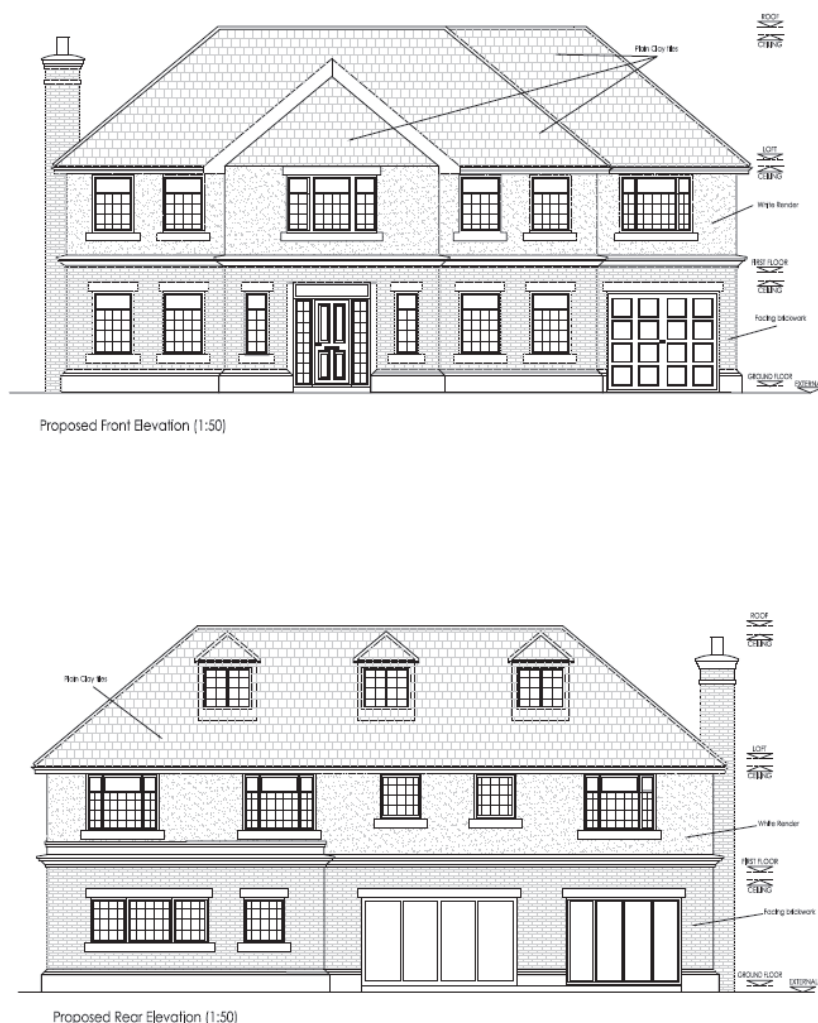 ROOF
CEILING
Plain Clay tiles
LOFT
CEILING
White Render
FIRST FLOOR
CEILING
Facing brickwork
GROUND FLOOR
EXTERNAL
Proposed Front Elevation (1:50)
ROOF
CEILING
Plain Clay tiles
LOFT
CEILING
White Render
FIRST FLOOR
CEILING
Facing brickwork
GROUND FLOOR
EXTERNAL
Proposed Rear Elevation (1:50)